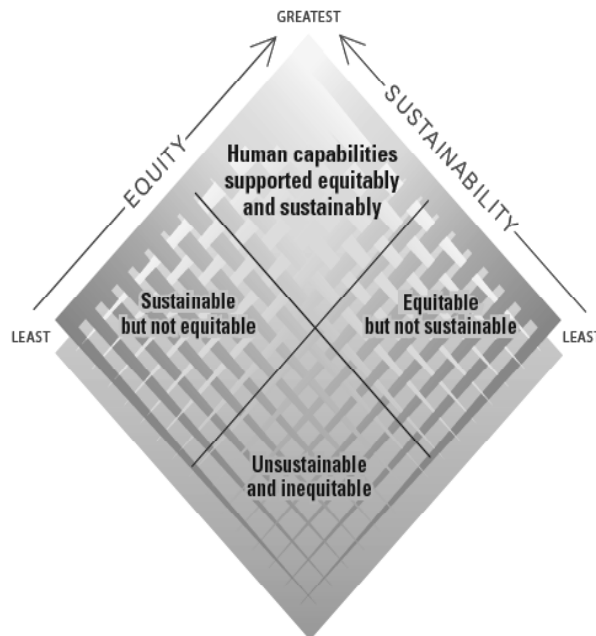 GREATEST
EQUITY
SUSTAINABILITY
Human capabilities
supported equitably
and sustainably
Sustainable
but not equitable
Equitable
but not sustainable
LEAST
LEAST
Unsustainable
and inequitable